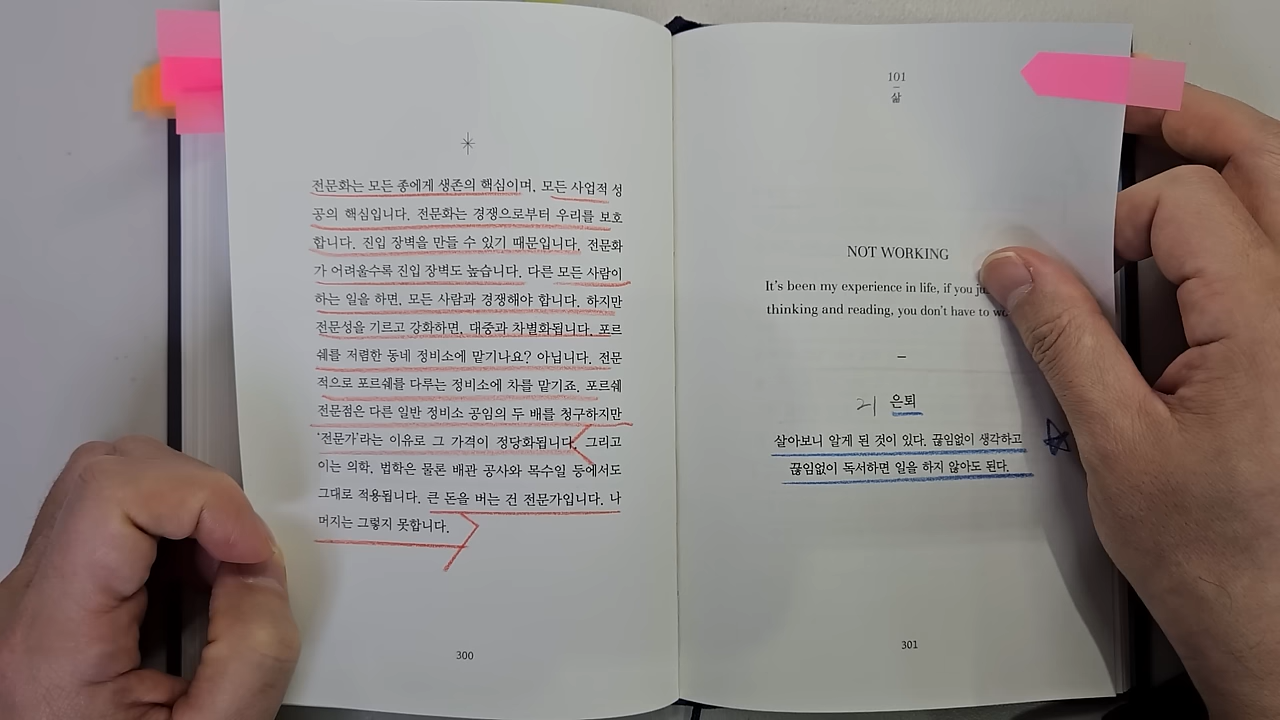 전문화는 모든 종에게 생존의 핵심이며, 모든 사업적 성
공의 핵심입니다. 전문화는 경쟁으로부터 우리를 보호
합니다. 진입 장벽을 만들 수 있기 때문입니다. 전문화
가 어려울수록 진입 장벽도 높습니다. 다른 모든 사람이
하는 일을 하면, 모든 사람과 경쟁해야 합니다. 하지만
전문성을 기르고 강화하면, 대중과 차별화됩니다. 포르
쉐를 저렴한 동네 정비소에 맡기나요? 아닙니다. 전문
적으로 포르쉐를 다루는 정비소에 차를 맡기죠. 포르쉐
전문점은 다른 일반 정비소 공임의 두 배를 청구하지만
‘전문가’라는 이유로 그 가격이 정당화됩니다. 그리고
이는 의학, 법학은 물론 배관 공사와 목수일 등에서도
그대로 적용됩니다. 큰 돈을 버는 건 전문가입니다. 나
머지는 그렇지 못합니다.
300
101
삶
NOT WORKING
It’s been my experience in life, if you
thinking and reading, you don’t have to
은퇴
살아보니 알게 된 것이 있다. 끊임없이 생각하고
끊임없이 독서하면 일을 하지 않아도 된다.
301